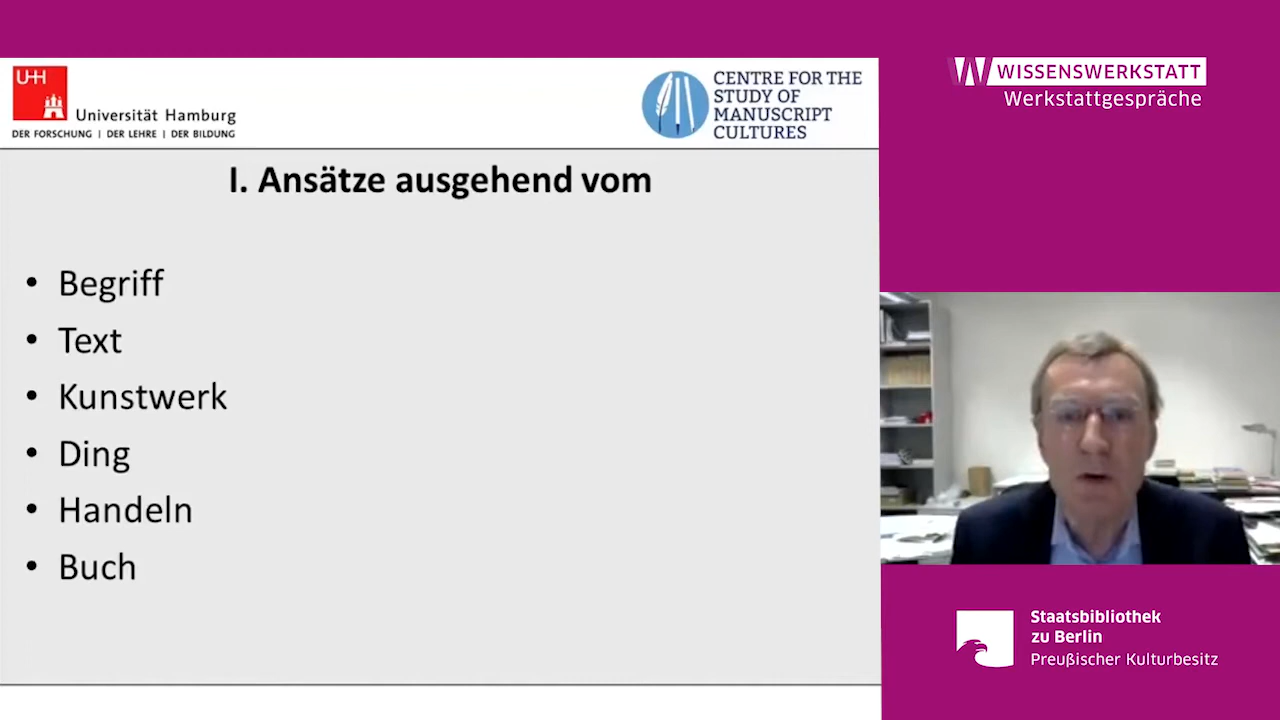 UHH
Universität Hamburg
DER FORSCHUNG | DER LEHRE | DER BILDUNG
CENTRE FOR THE
STUDY OF
MANUSCRIPT
CULTURES
I. Ansätze ausgehend vom
• Begriff
• Text
• Kunstwerk
• Ding
• Handeln
• Buch
W WISSENSWERKSTATT
Werkstattgespräche
Staatsbibliothek
zu Berlin
Preußischer Kulturbesitz